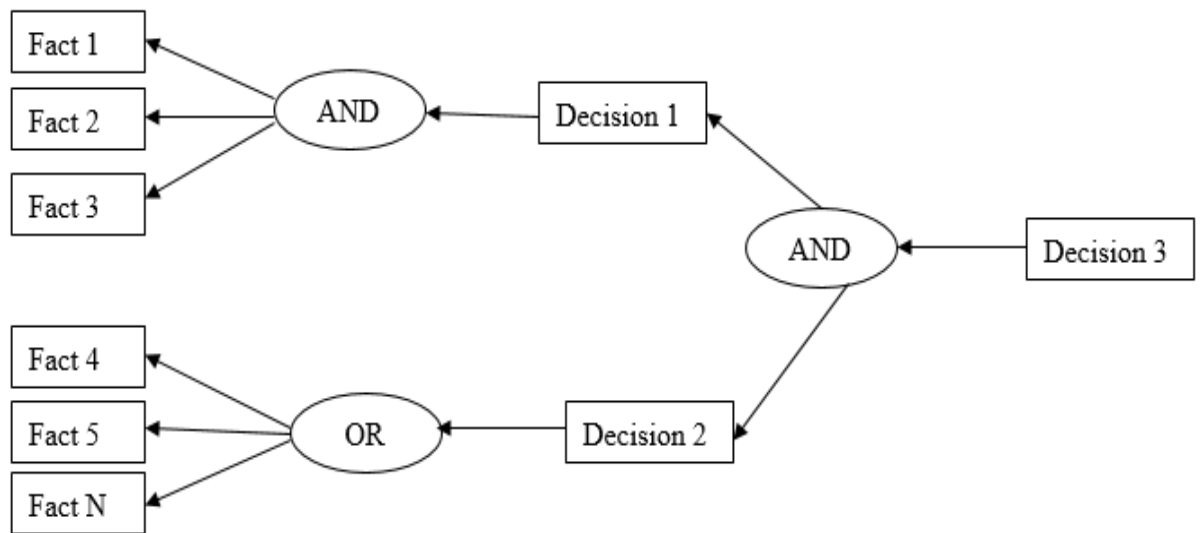 Fact 1
Fact 2
Fact 3
AND
Decision 1
AND
Decision 3
Fact 4
Fact 5
Fact N
OR
Decision 2